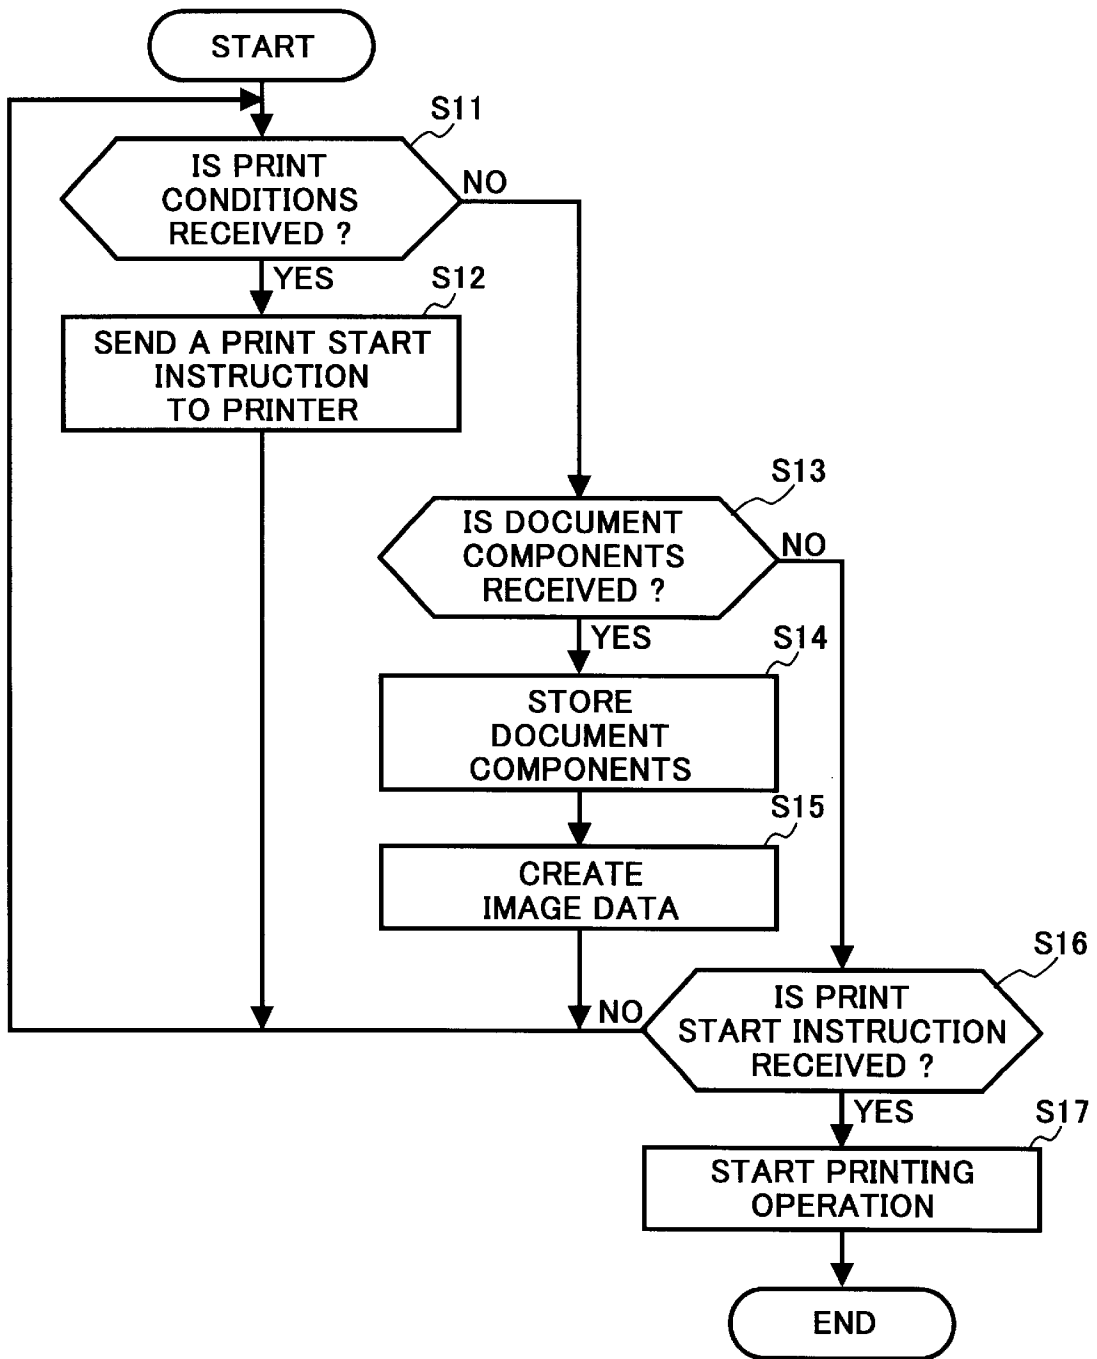 START
S11
IS PRINT
CONDITIONS
RECEIVED ?
NO
YES
S12
SEND A PRINT START
INSTRUCTION
TO PRINTER
S13
IS DOCUMENT
COMPONENTS
RECEIVED ?
NO
YES
S14
STORE
DOCUMENT
COMPONENTS
S15
CREATE
IMAGE DATA
S16
IS PRINT
START INSTRUCTION
RECEIVED ?
NO
YES
S17
START PRINTING
OPERATION
END